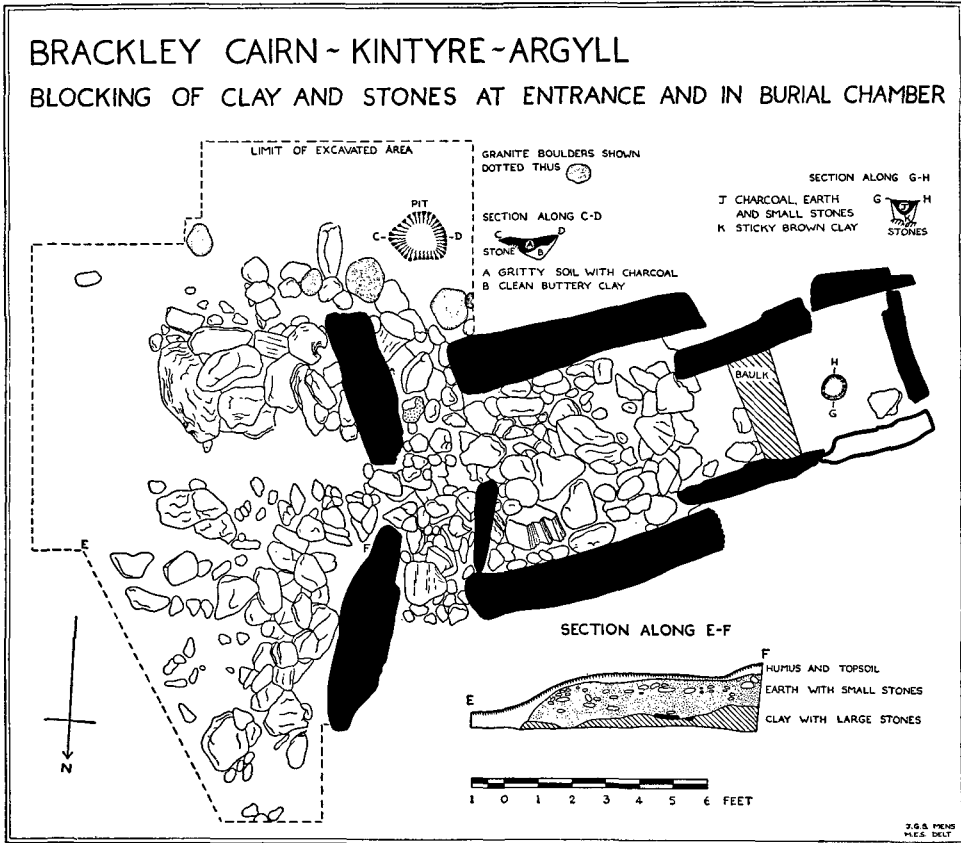 BRACKLEY CAIRN ~ KINTYRE ~ ARGYLL
BLOCKING OF CLAY AND STONES AT ENTRANCE AND IN BURIAL CHAMBER
LIMIT OF EXCAVATED AREA
GRANITE BOULDERS SHOWN
DOTTED THUS
SECTION ALONG G-H
J CHARCOAL, EARTH
AND SMALL STONES
K STICKY BROWN CLAY
G H
J
K
STONES
PIT
C D
SECTION ALONG C-D
C D
STONE A B
A GRITTY SOIL WITH CHARCOAL
B CLEAN BUTTERY CLAY
BAULK
H
G
E
F
N
SECTION ALONG E-F
F
HUMUS AND TOPSOIL
E
EARTH WITH SMALL STONES
CLAY WITH LARGE STONES
1 0 1 2 3 4 5 6 FEET
J.G.S. MENS
M.E.S. DELT